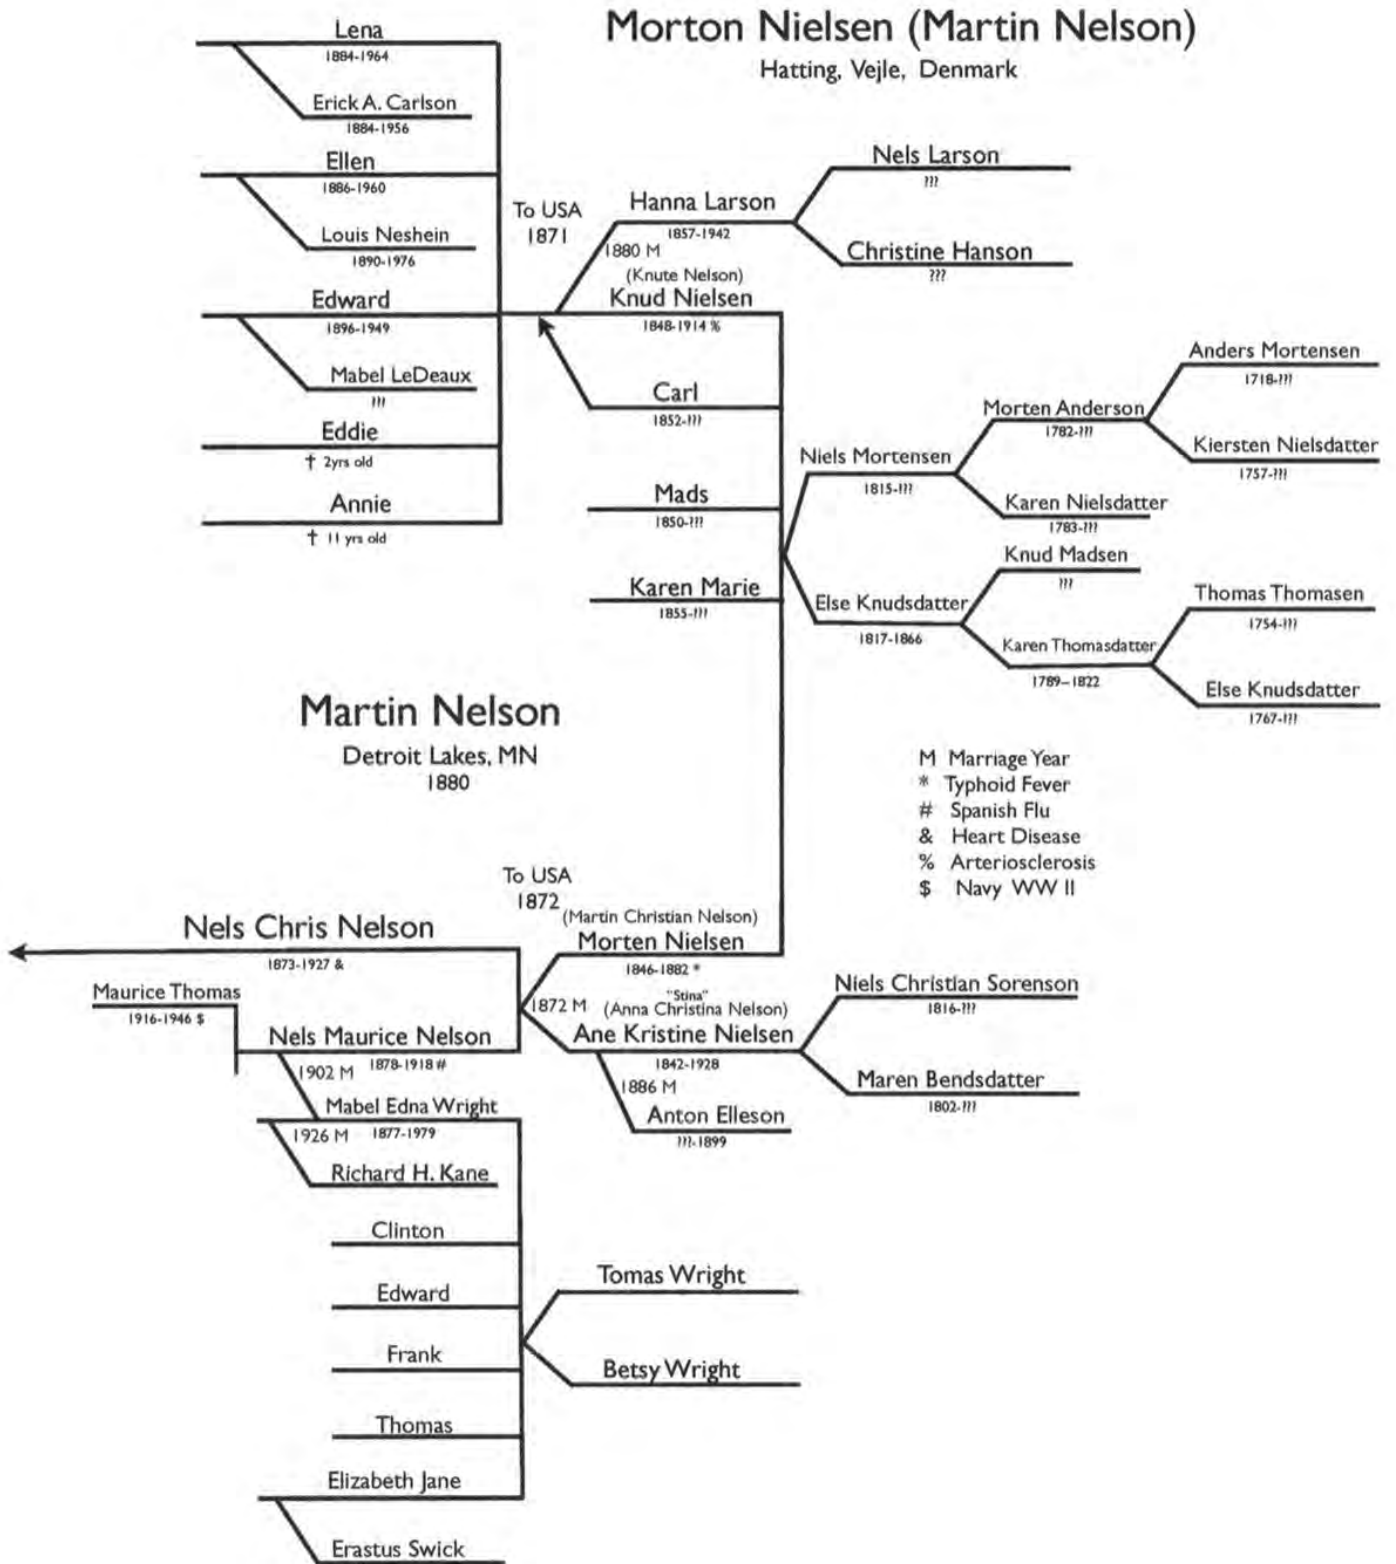 Morton Nielsen (Martin Nelson)
Hatting, Vejle, Denmark
Lena
1884-1964
Erick A. Carlson
1884-1956
Ellen
1886-1960
Louis Neshein
1890-1976
Edward
1896-1949
Mabel LeDeaux
???
Eddie
† 2yrs old
Annie
† 11 yrs old
To USA
1871
Hanna Larson
1857-1942
1880 M
(Knute Nelson)
Knud Nielsen
1848-1914 %
Carl
1852-???
Mads
1850-???
Karen Marie
1855-???
Nels Larson
???
Christine Hanson
???
Niels Mortensen
1815-???
Else Knudsdatter
1817-1866
Morten Anderson
1782-???
Karen Nielsdatter
1783-???
Knud Madsen
???
Karen Thomasdatter
1789-1822
Anders Mortensen
1718-???
Kiersten Nielsdatter
1757-???
Thomas Thomasen
1754-???
Else Knudsdatter
1767-???
Martin Nelson
Detroit Lakes, MN
1880
M Marriage Year
* Typhoid Fever
# Spanish Flu
& Heart Disease
% Arteriosclerosis
$ Navy WW II
To USA
1872
(Martin Christian Nelson)
Morten Nielsen
1846-1882 *
1872 M
"Stina"
(Anna Christina Nelson)
Ane Kristine Nielsen
1842-1928
1886 M
Anton Elleson
???-1899
Niels Christian Sorenson
1816-???
Maren Bendsdatter
1802-???
Nels Chris Nelson
1873-1927 &
Maurice Thomas
1916-1946 $
Nels Maurice Nelson
1878-1918 #
1902 M
Mabel Edna Wright
1877-1979
1926 M
Richard H. Kane
Clinton
Edward
Frank
Thomas
Elizabeth Jane
Erastus Swick
Tomas Wright
Betsy Wright